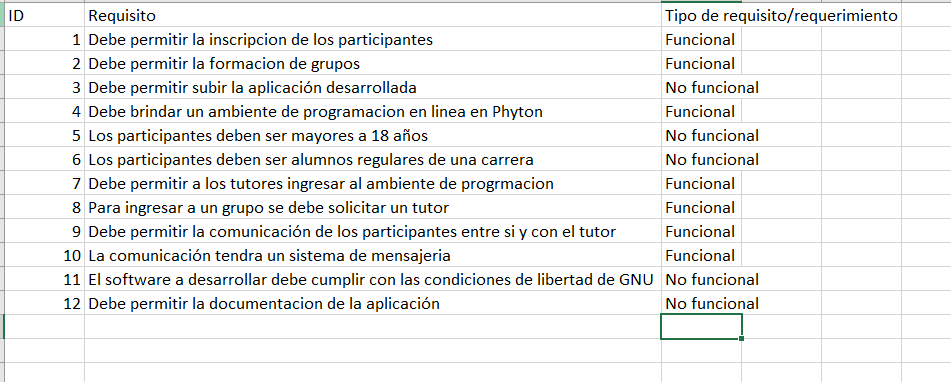 ID Requisito Tipo de requisito/requerimiento
1 Debe permitir la inscripcion de los participantes Funcional
2 Debe permitir la formacion de grupos Funcional
3 Debe permitir subir la aplicación desarrollada No funcional
4 Debe brindar un ambiente de programacion en linea en Phyton Funcional
5 Los participantes deben ser mayores a 18 años No funcional
6 Los participantes deben ser alumnos regulares de una carrera No funcional
7 Debe permitir a los tutores ingresar al ambiente de progrmacion Funcional
8 Para ingresar a un grupo se debe solicitar un tutor Funcional
9 Debe permitir la comunicación de los participantes entre si y con el tutor Funcional
10 La comunicación tendra un sistema de mensajeria Funcional
11 El software a desarrollar debe cumplir con las condiciones de libertad de GNU No funcional
12 Debe permitir la documentacion de la aplicación No funcional